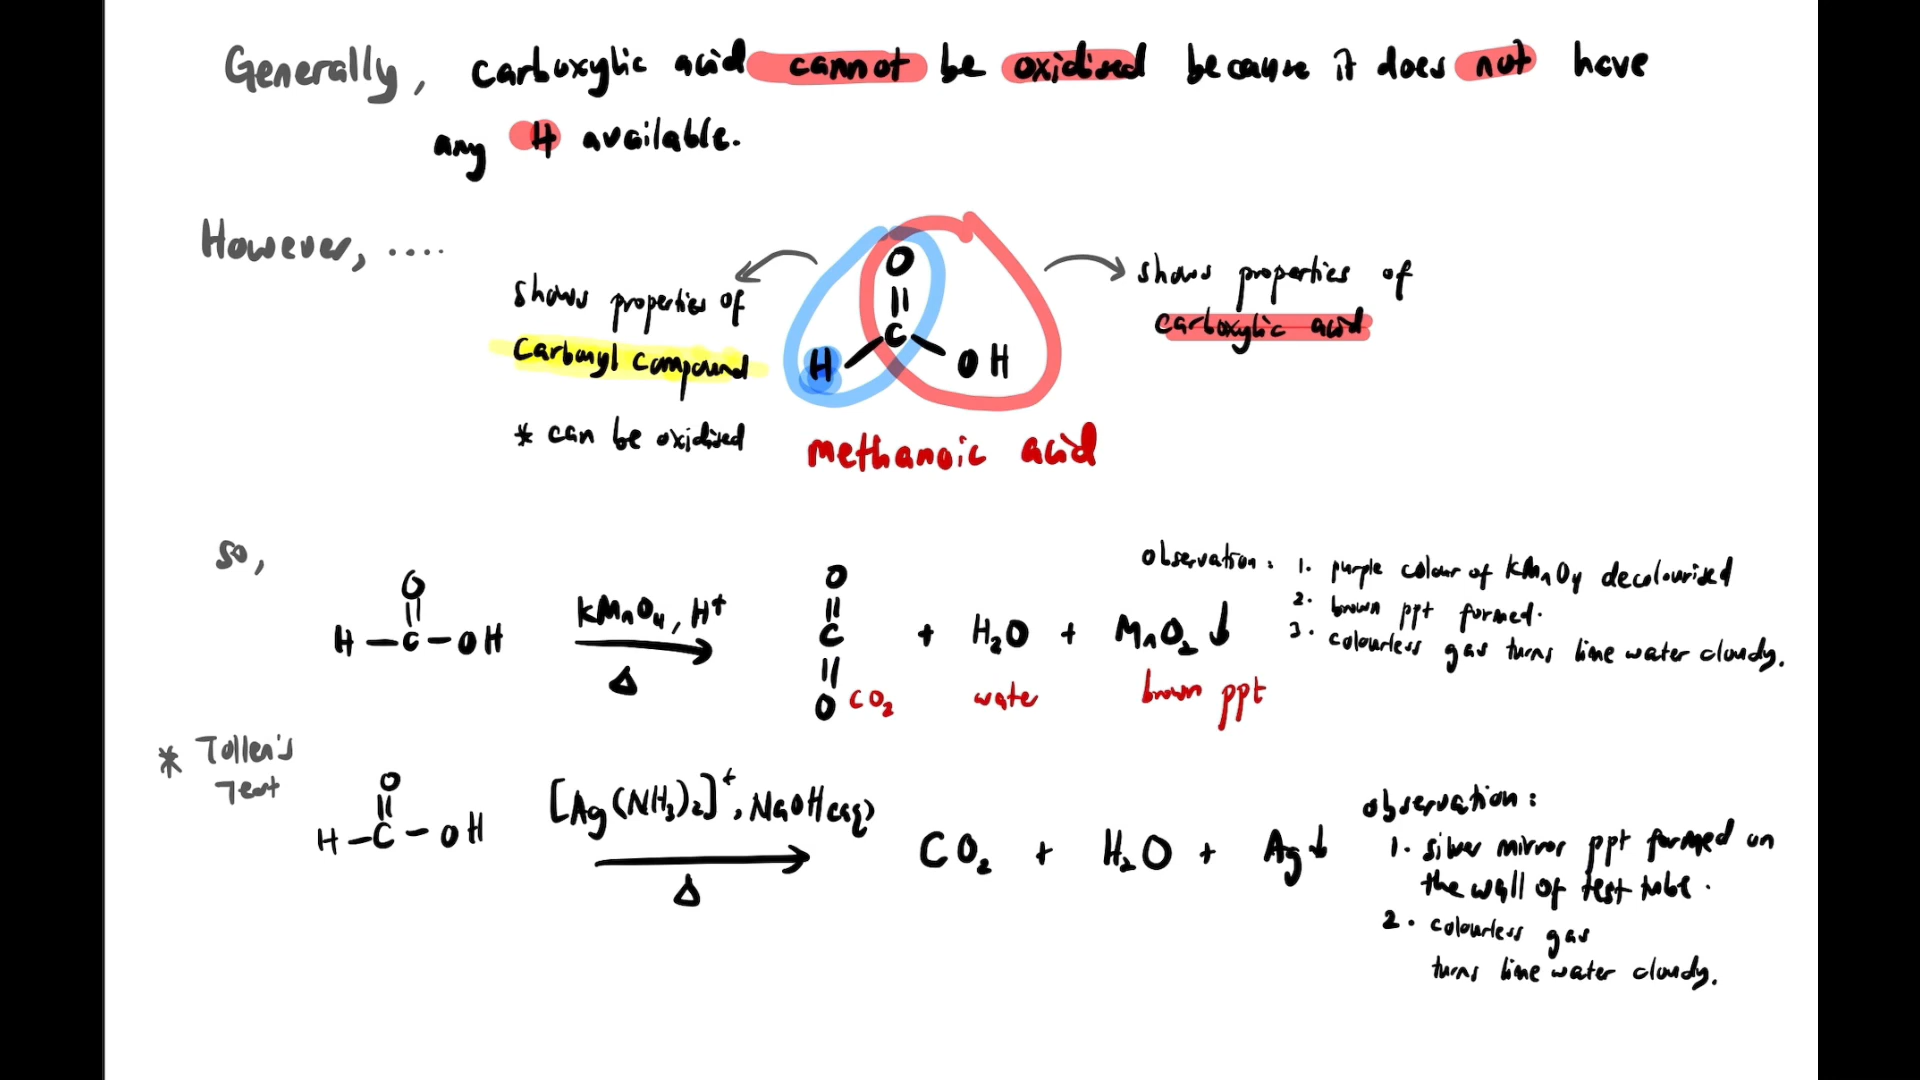 Generally, carboxylic acid cannot be oxidised because it does not have
any H available.
However, ....
shows properties of
Carbonyl compound
* can be oxidised
O
||
C
H
OH
methanoic acid
shows properties of
carboxylic acid
so,
O
||
H - C - OH
KMnO4, H+
Δ
O
||
C
||
O
CO2
+ H2O + MnO2 ↓
water
brown ppt
observation : 1. purple colour of KMnO4 decolourised
2. brown ppt formed.
3. colourless gas turns lime water cloudy.
* Tollen's
Test
O
||
H - C - OH
[Ag(NH3)2]+, NaOH(aq)
Δ
CO2 + H2O + Ag↓
observation :
1. silver mirror ppt formed on
the wall of test tube.
2. colourless gas
turns lime water cloudy.